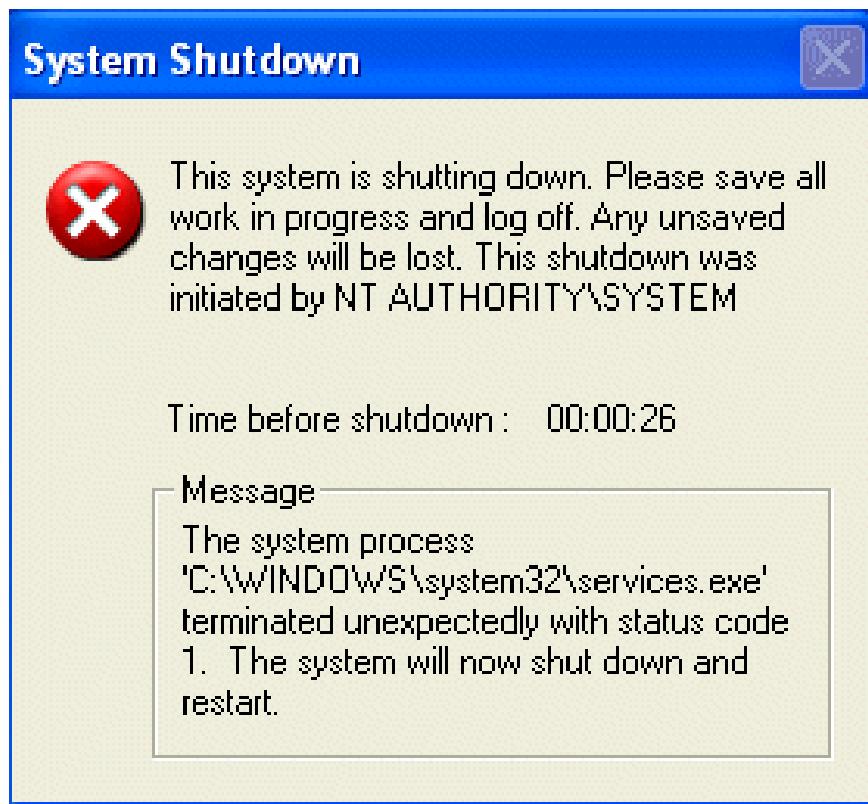 System Shutdown
This system is shutting down. Please save all
work in progress and log off. Any unsaved
changes will be lost. This shutdown was
initiated by NT AUTHORITY\SYSTEM
Time before shutdown : 00:00:26
Message
The system process
'C:\WINDOWS\system32\services.exe'
terminated unexpectedly with status code
1. The system will now shut down and
restart.